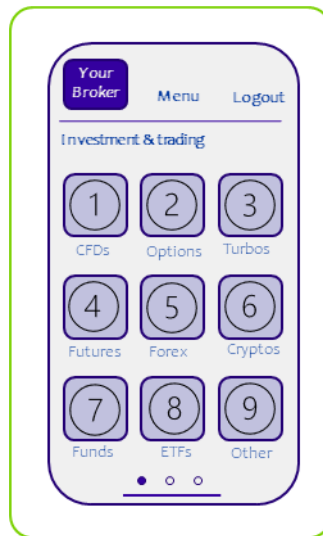 Your
Broker
Menu
Logout
Investment & trading
1
2
3
CFDs
Options
Turbos
4
5
6
Futures
Forex
Cryptos
7
8
9
Funds
ETFs
Other